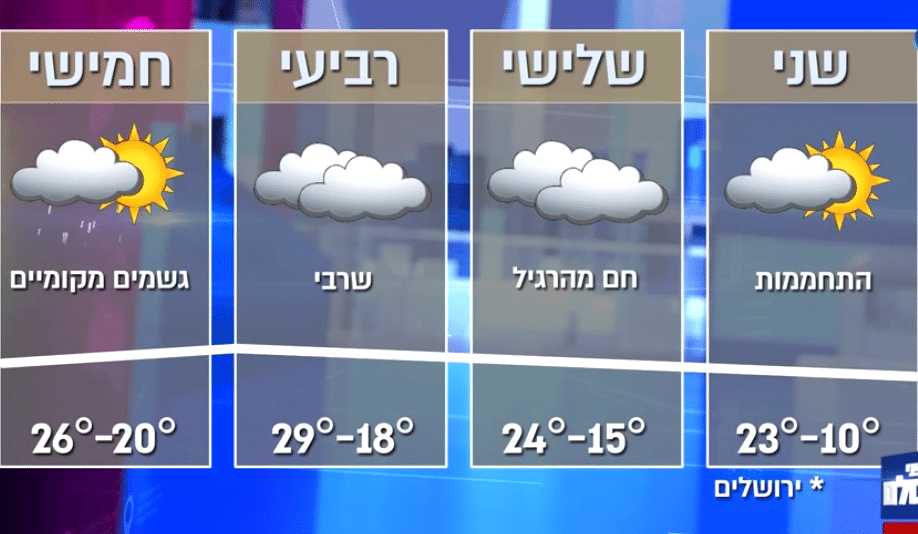 שני
התחממות
23°-10°
שלישי
חם מהרגיל
24°-15°
רביעי
שרבי
29°-18°
חמישי
גשמים מקומיים
26°-20°
* ירושלים